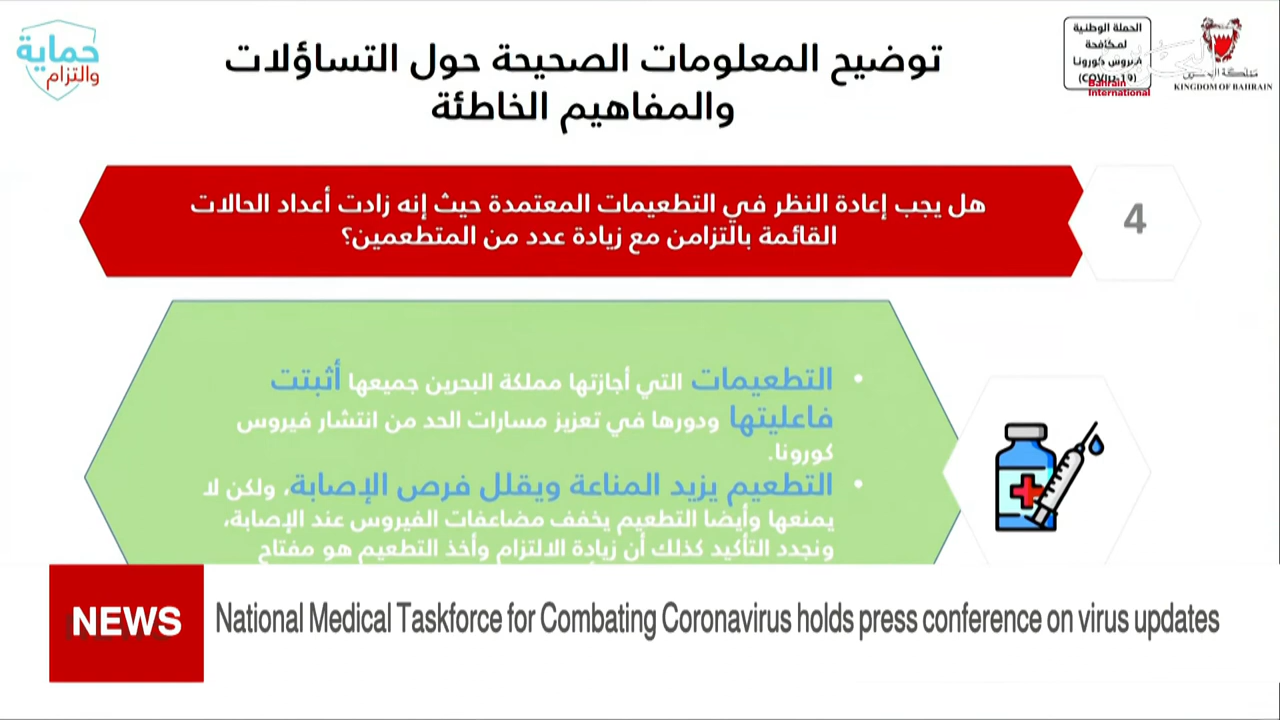 حماية
والتزام
توضيح المعلومات الصحيحة حول التساؤلات
والمفاهيم الخاطئة
الحملة الوطنية
لمكافحة
فيروس كورونا
(COVID-19)
Bahrain
International
مملكة البحرين
KINGDOM OF BAHRAIN
4
هل يجب إعادة النظر في التطعيمات المعتمدة حيث إنه زادت أعداد الحالات
القائمة بالتزامن مع زيادة عدد من المتطعمين؟
• التطعيمات التي أجازتها مملكة البحرين جميعها أثبتت
فاعليتها ودورها في تعزيز مسارات الحد من انتشار فيروس
كورونا.
• التطعيم يزيد المناعة ويقلل فرص الإصابة، ولكن لا
يمنعها وأيضا التطعيم يخفف مضاعفات الفيروس عند الإصابة،
ونجدد التأكيد كذلك أن زيادة الالتزام وأخذ التطعيم هو مفتاح
NEWS
National Medical Taskforce for Combating Coronavirus holds press conference on virus updates